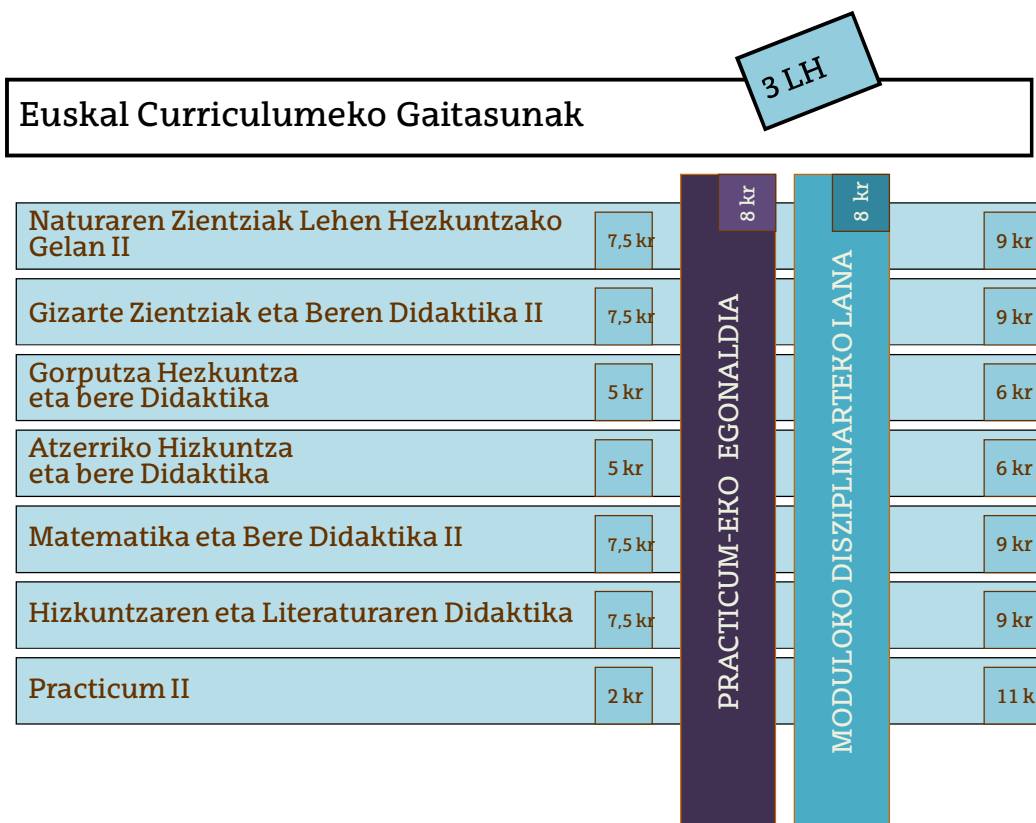 3 LH
Euskal Curriculumeko Gaitasunak
Naturaren Zientziak Lehen Hezkuntzako
Gelan II
7,5 kr
9 kr
Gizarte Zientziak eta Beren Didaktika II
7,5 kr
9 kr
Gorputza Hezkuntza
eta bere Didaktika
5 kr
6 kr
Atzerriko Hizkuntza
eta bere Didaktika
5 kr
6 kr
Matematika eta Bere Didaktika II
7,5 kr
9 kr
Hizkuntzaren eta Literaturaren Didaktika
7,5 kr
9 kr
Practicum II
2 kr
11 k
8 kr
PRACTICUM-EKO EGONALDIA
8 kr
MODULOKO DISZIPLINARTEKO LANA